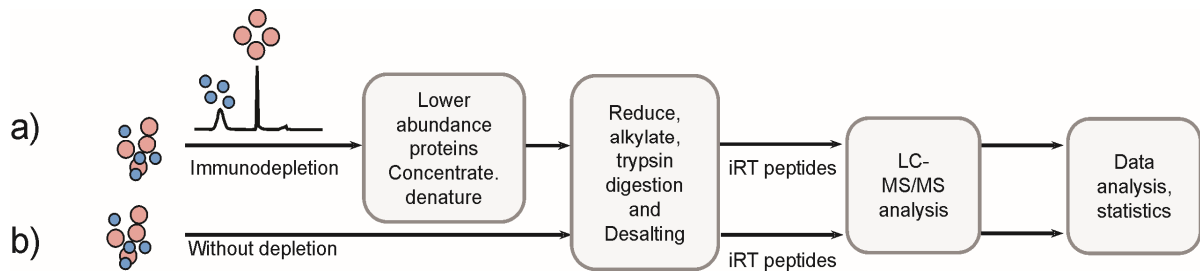 a)
Immunodepletion
Lower
abundance
proteins
Concentrate.
denature
Reduce,
alkylate,
trypsin
digestion
and
Desalting
iRT peptides
LC-
MS/MS
analysis
Data
analysis,
statistics
b)
Without depletion
iRT peptides